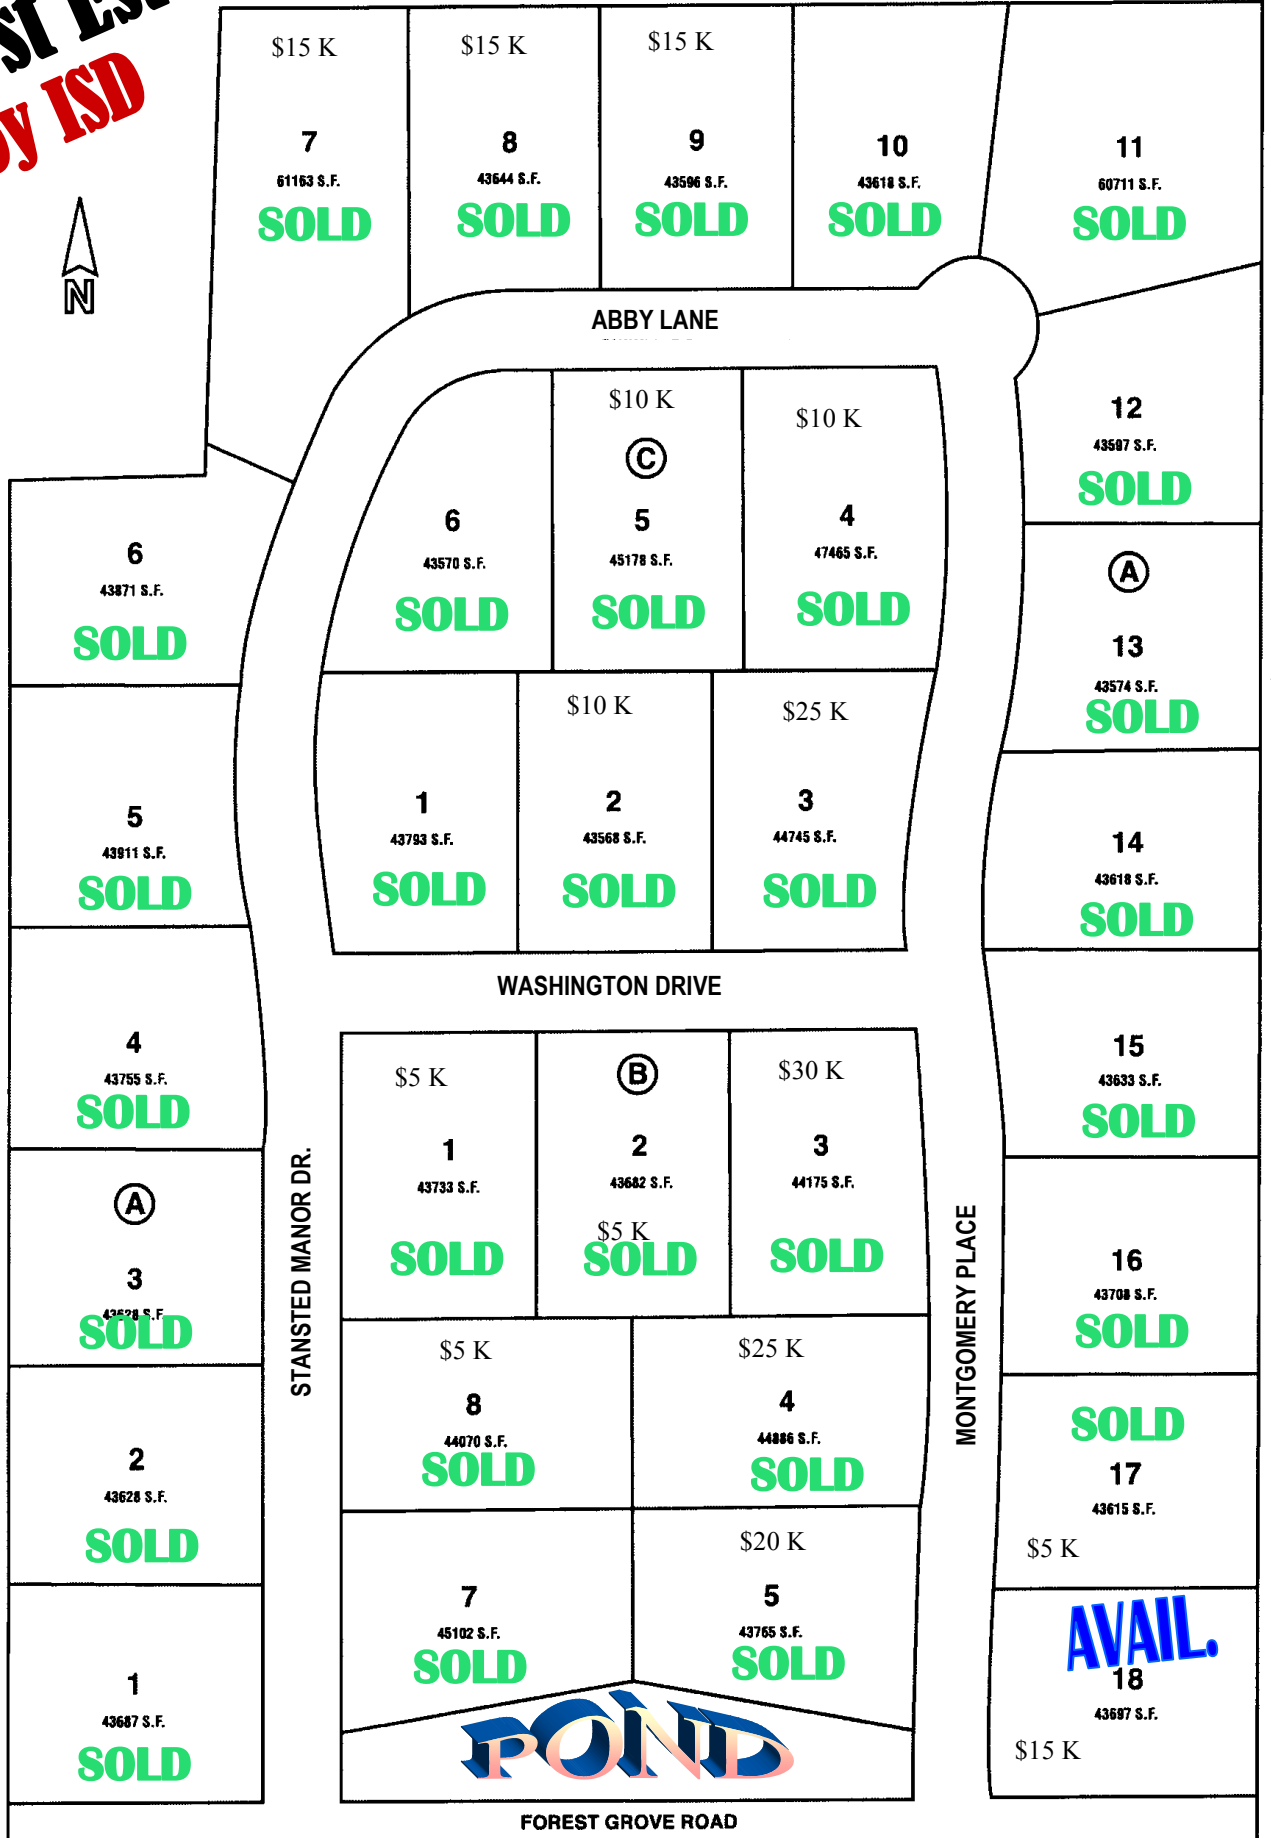 ST EST
by ISD
N
$15 K
7
61163 S.F.
SOLD
$15 K
8
43644 S.F.
SOLD
$15 K
9
43596 S.F.
SOLD
10
43618 S.F.
SOLD
11
60711 S.F.
SOLD
ABBY LANE
12
43597 S.F.
SOLD
6
43871 S.F.
SOLD
6
43570 S.F.
SOLD
$10 K
C
5
45178 S.F.
SOLD
$10 K
4
47465 S.F.
SOLD
A
13
43574 S.F.
SOLD
5
43911 S.F.
SOLD
1
43793 S.F.
SOLD
$10 K
2
43568 S.F.
SOLD
$25 K
3
44745 S.F.
SOLD
14
43618 S.F.
SOLD
WASHINGTON DRIVE
4
43755 S.F.
SOLD
$5 K
1
43733 S.F.
SOLD
B
2
43682 S.F.
$5 K
SOLD
$30 K
3
44175 S.F.
SOLD
15
43633 S.F.
SOLD
A
3
43628 S.F.
SOLD
STANSTED MANOR DR.
MONTGOMERY PLACE
16
43708 S.F.
SOLD
$5 K
8
44070 S.F.
SOLD
$25 K
4
44886 S.F.
SOLD
SOLD
17
43615 S.F.
$5 K
2
43628 S.F.
SOLD
7
45102 S.F.
SOLD
$20 K
5
43765 S.F.
SOLD
AVAIL.
18
43697 S.F.
$15 K
1
43687 S.F.
SOLD
POND
FOREST GROVE ROAD